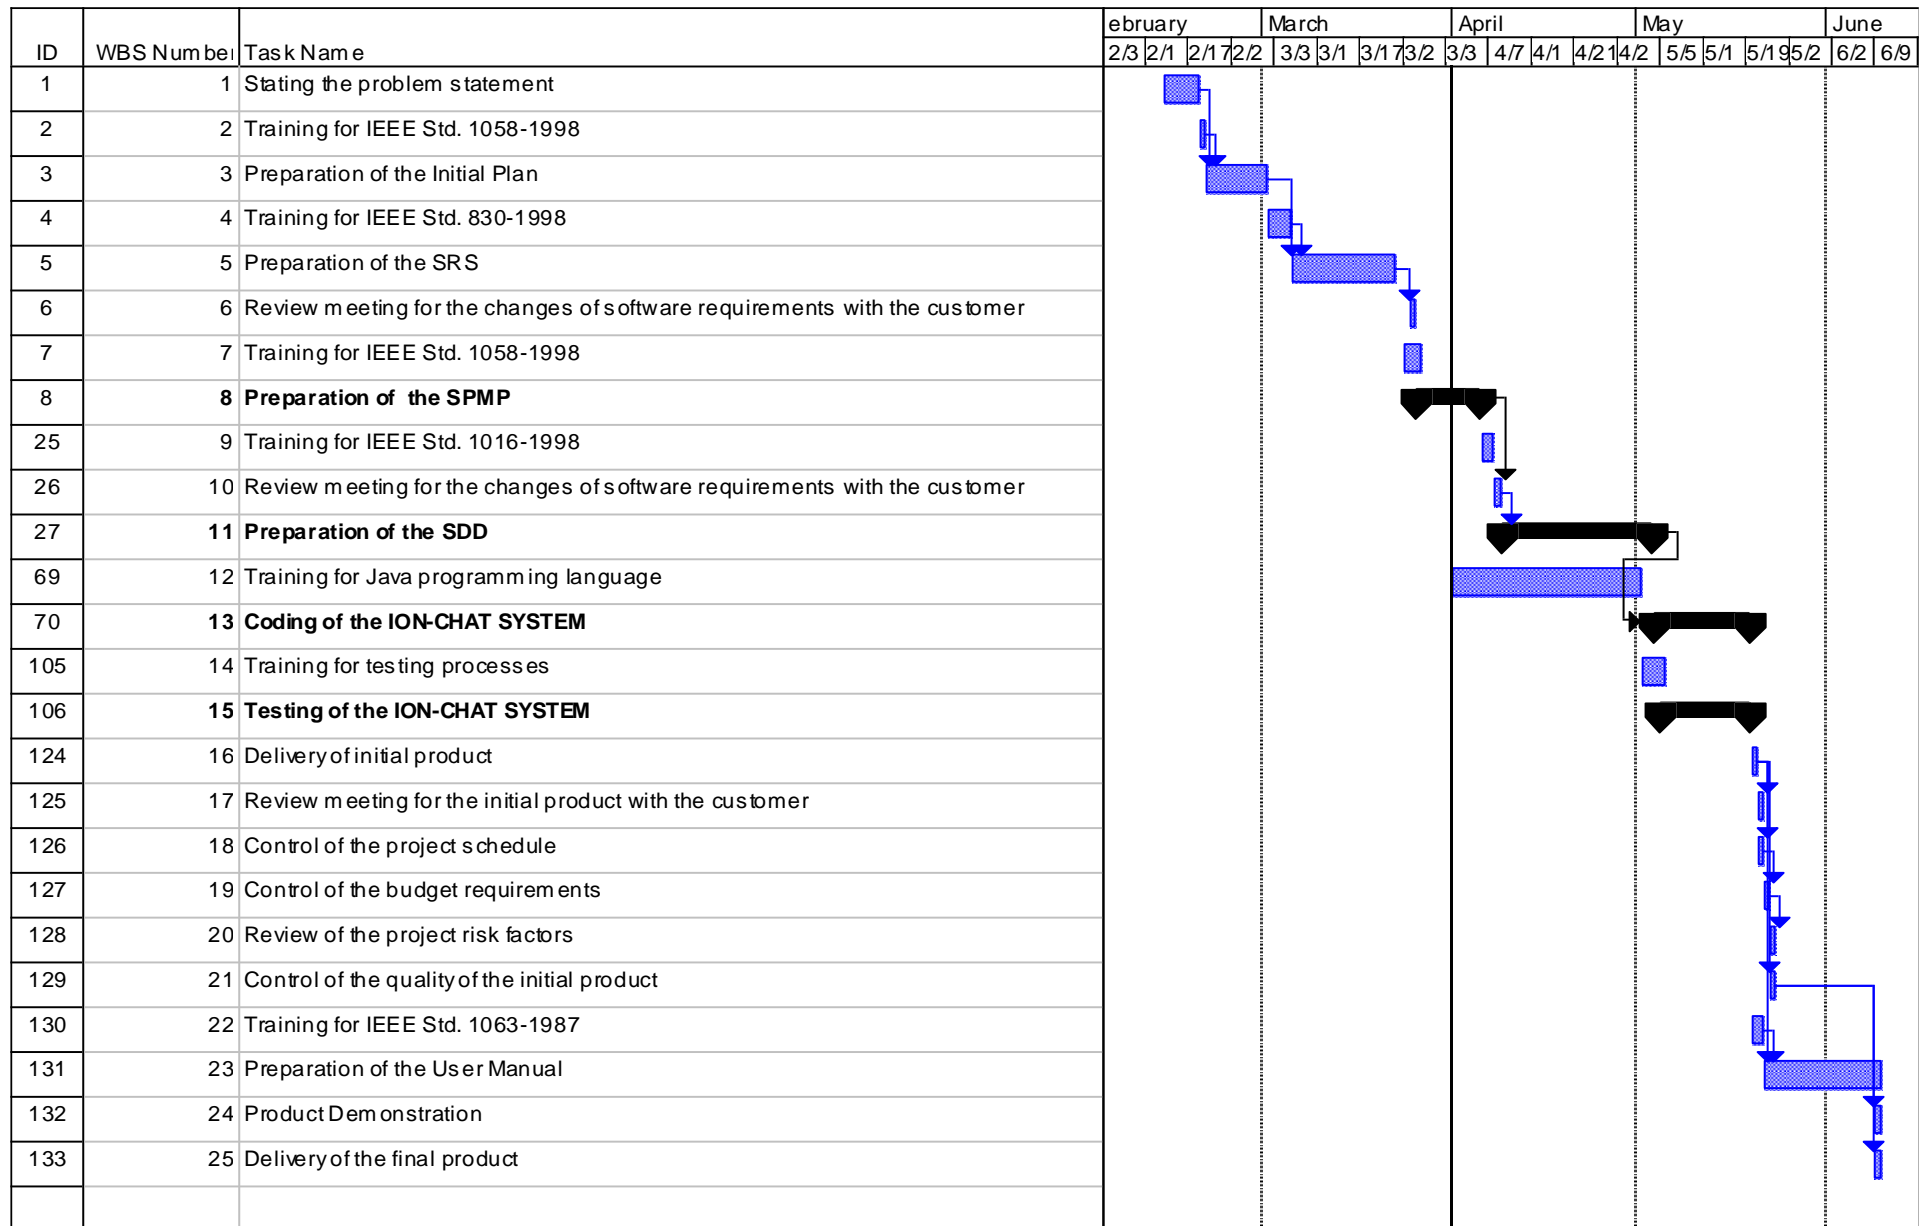 ebruary March April May June
ID WBS Number Task Name 2/3 2/1 2/17 2/2 3/3 3/1 3/17 3/2 3/3 4/7 4/1 4/21 4/2 5/5 5/1 5/19 5/2 6/2 6/9
1 1 Stating the problem statement
2 2 Training for IEEE Std. 1058-1998
3 3 Preparation of the Initial Plan
4 4 Training for IEEE Std. 830-1998
5 5 Preparation of the SRS
6 6 Review meeting for the changes of software requirements with the customer
7 7 Training for IEEE Std. 1058-1998
8 8 Preparation of the SPMP
25 9 Training for IEEE Std. 1016-1998
26 10 Review meeting for the changes of software requirements with the customer
27 11 Preparation of the SDD
69 12 Training for Java programming language
70 13 Coding of the ION-CHAT SYSTEM
105 14 Training for testing processes
106 15 Testing of the ION-CHAT SYSTEM
124 16 Delivery of initial product
125 17 Review meeting for the initial product with the customer
126 18 Control of the project schedule
127 19 Control of the budget requirements
128 20 Review of the project risk factors
129 21 Control of the quality of the initial product
130 22 Training for IEEE Std. 1063-1987
131 23 Preparation of the User Manual
132 24 Product Demonstration
133 25 Delivery of the final product